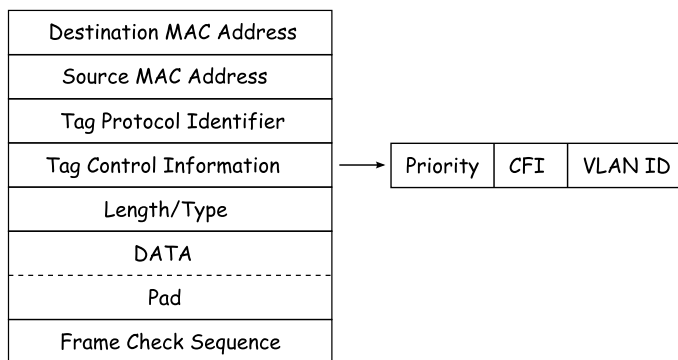 Destination MAC Address
Source MAC Address
Tag Protocol Identifier
Tag Control Information
Priority CFI VLAN ID
Length/Type
DATA
Pad
Frame Check Sequence